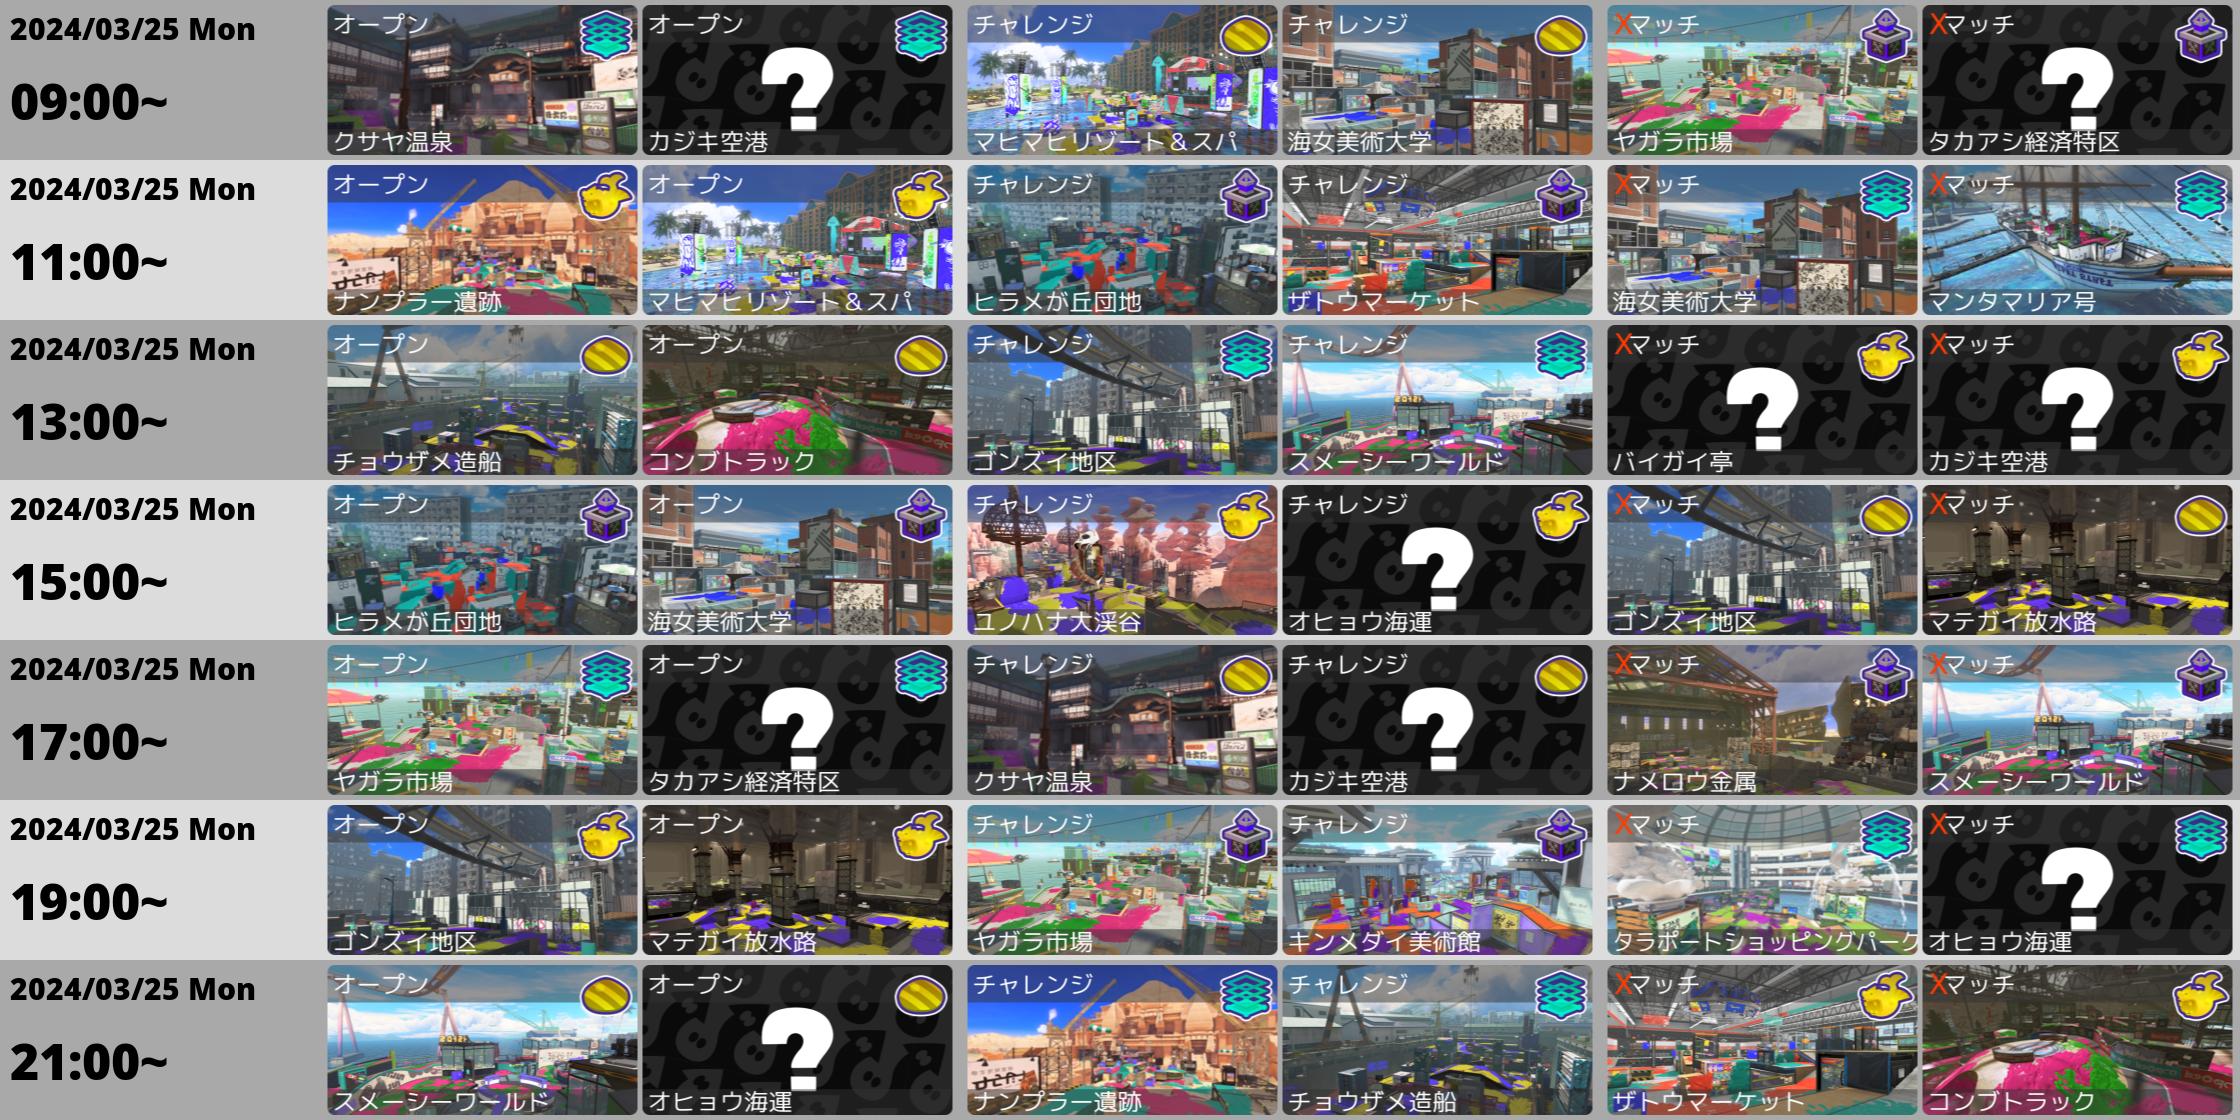 2024/03/25 Mon
09:00~
オープン
クサヤ温泉
オープン
?
カジキ空港
チャレンジ
マヒマヒリゾート＆スパ
チャレンジ
海女美術大学
Xマッチ
ヤガラ市場
Xマッチ
?
タカアシ経済特区
2024/03/25 Mon
11:00~
オープン
ナンプラー遺跡
オープン
マヒマヒリゾート＆スパ
チャレンジ
ヒラメが丘団地
チャレンジ
ザトウマーケット
Xマッチ
海女美術大学
Xマッチ
マンタマリア号
2024/03/25 Mon
13:00~
オープン
チョウザメ造船
オープン
コンブトラック
チャレンジ
ゴンズイ地区
チャレンジ
スメーシーワールド
Xマッチ
?
バイガイ亭
Xマッチ
?
カジキ空港
2024/03/25 Mon
15:00~
オープン
ヒラメが丘団地
オープン
海女美術大学
チャレンジ
ユノハナ大渓谷
チャレンジ
?
オヒョウ海運
Xマッチ
ゴンズイ地区
Xマッチ
マテガイ放水路
2024/03/25 Mon
17:00~
オープン
ヤガラ市場
オープン
?
タカアシ経済特区
チャレンジ
クサヤ温泉
チャレンジ
?
カジキ空港
Xマッチ
ナメロウ金属
Xマッチ
スメーシーワールド
2024/03/25 Mon
19:00~
オープン
ゴンズイ地区
オープン
マテガイ放水路
チャレンジ
ヤガラ市場
チャレンジ
キンメダイ美術館
Xマッチ
タラポートショッピングパーク
Xマッチ
?
オヒョウ海運
2024/03/25 Mon
21:00~
オープン
スメーシーワールド
オープン
?
オヒョウ海運
チャレンジ
ナンプラー遺跡
チャレンジ
チョウザメ造船
Xマッチ
ザトウマーケット
Xマッチ
コンブトラック